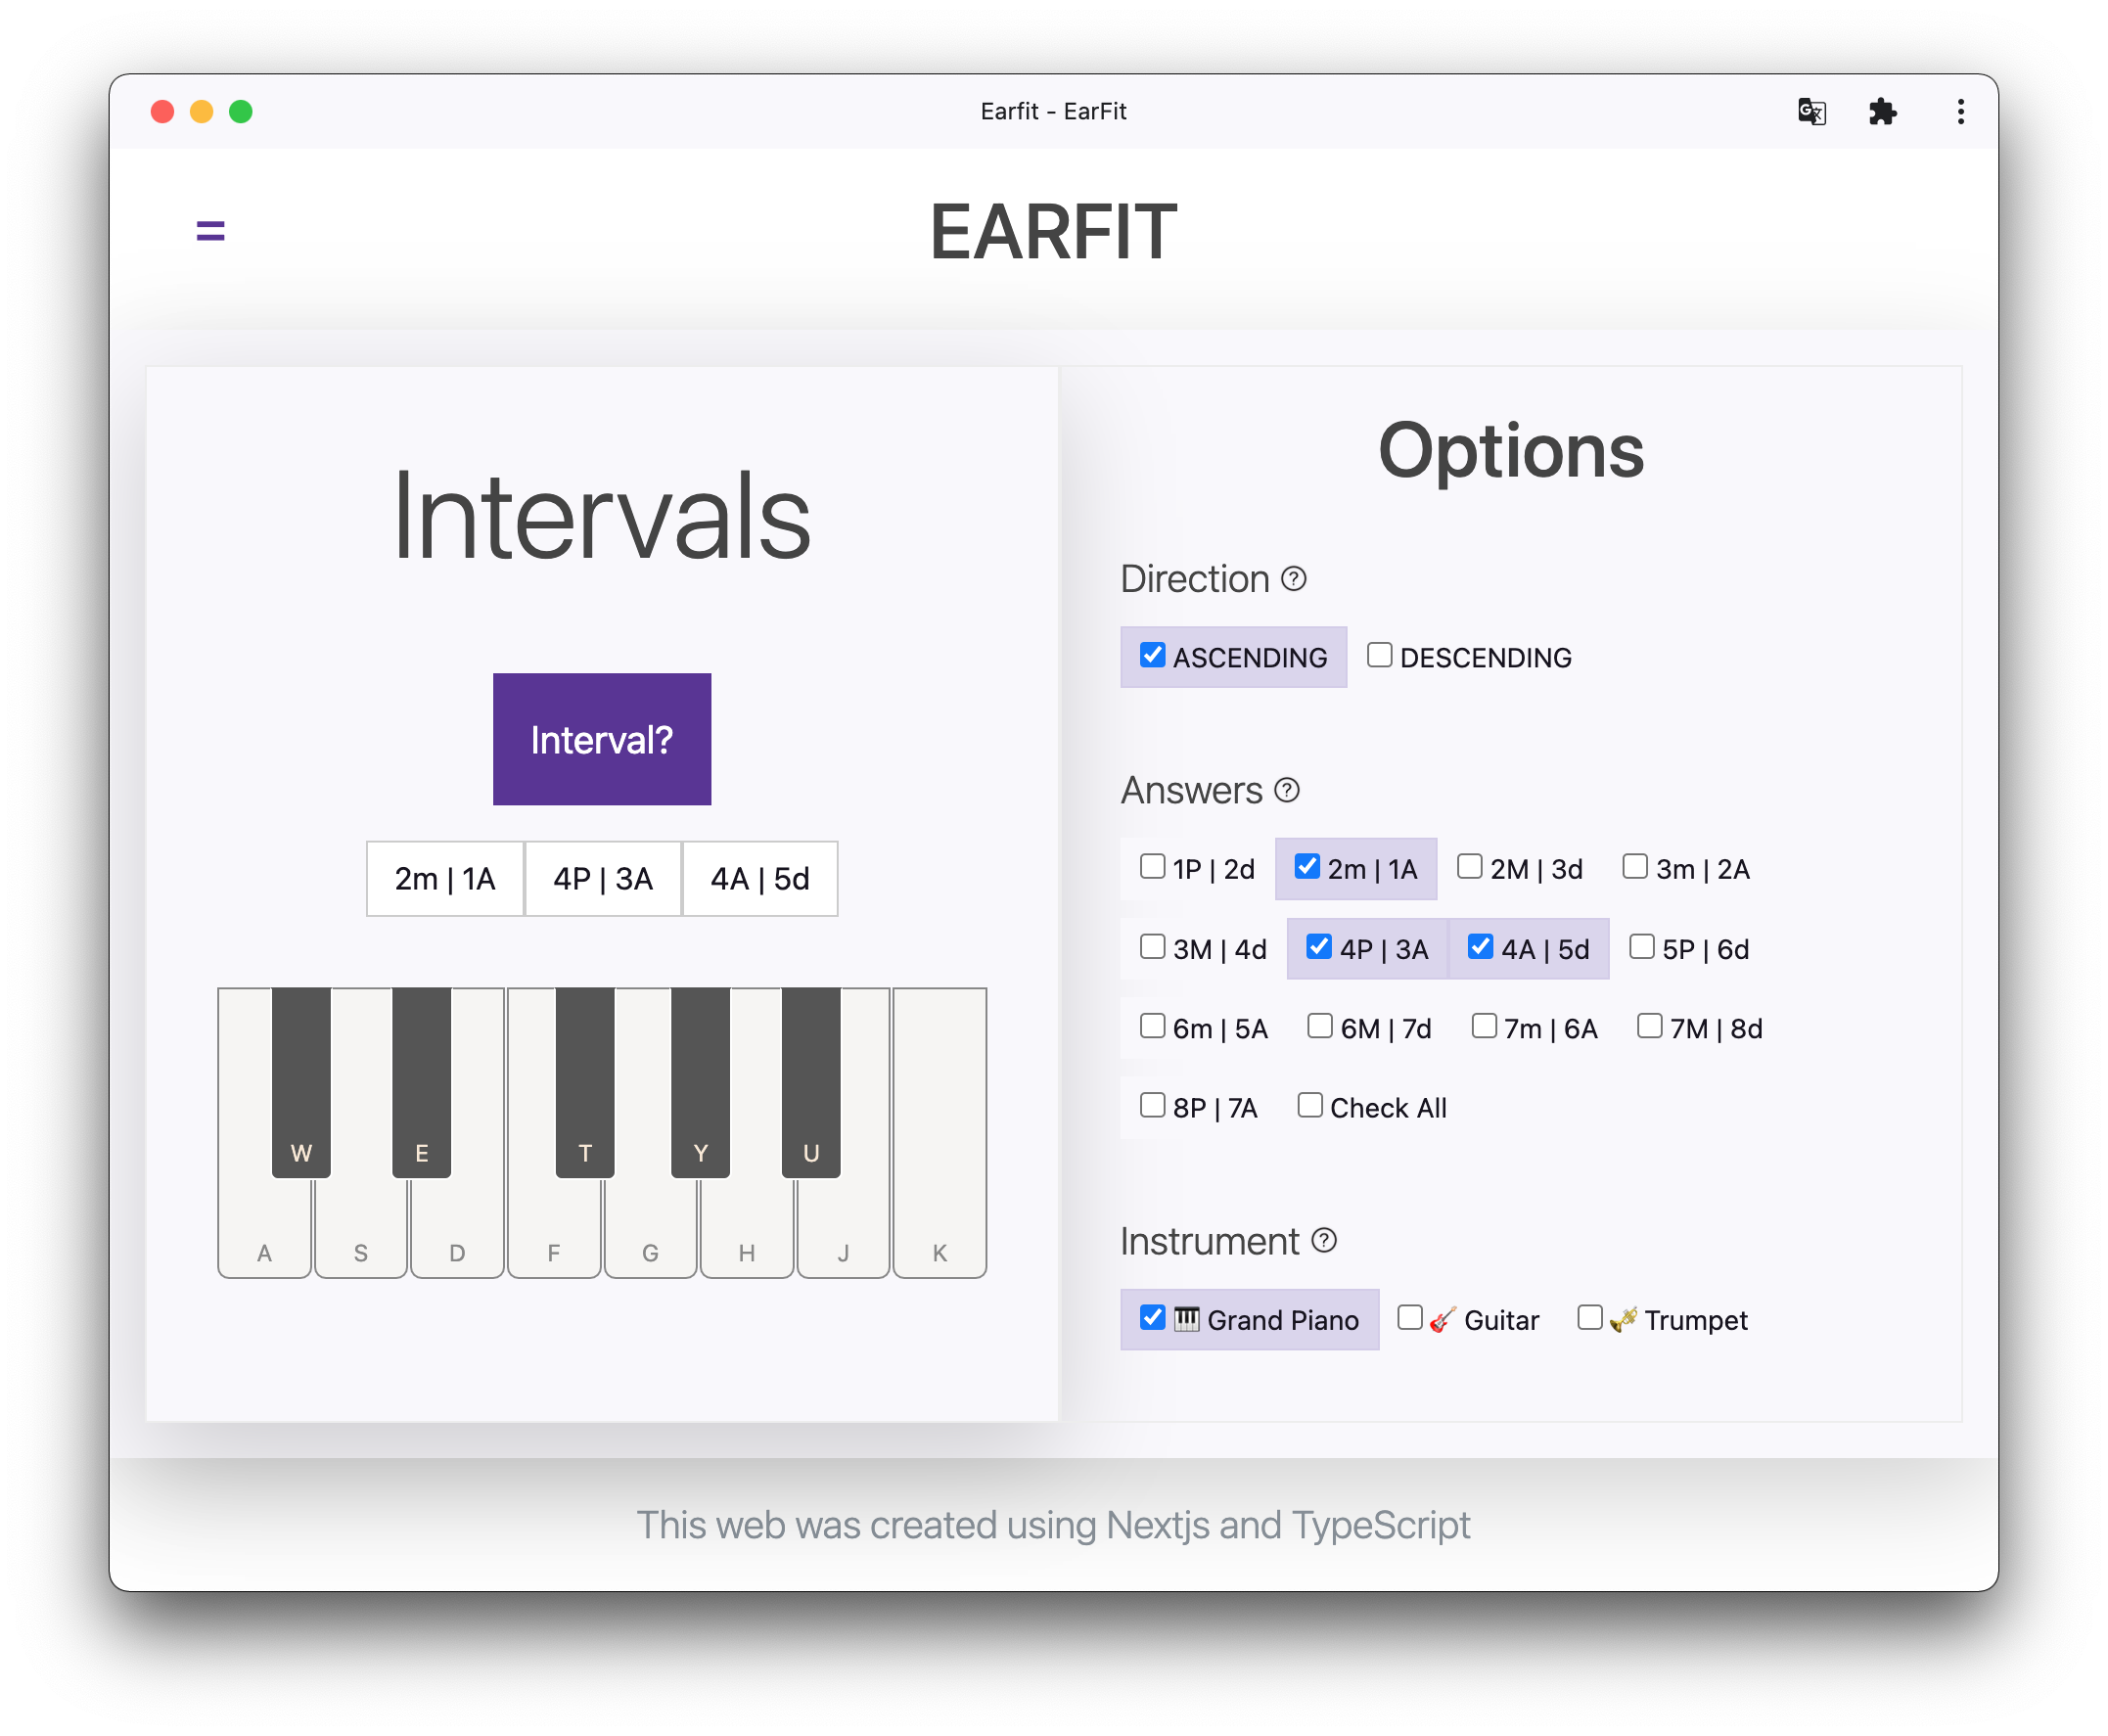 Earfit - EarFit
EARFIT
Intervals
Interval?
2m | 1A 4P | 3A 4A | 5d
W E T Y U
A S D F G H J K
Options
Direction
ASCENDING DESCENDING
Answers
1P | 2d 2m | 1A 2M | 3d 3m | 2A
3M | 4d 4P | 3A 4A | 5d 5P | 6d
6m | 5A 6M | 7d 7m | 6A 7M | 8d
8P | 7A Check All
Instrument
Grand Piano Guitar Trumpet
This web was created using Nextjs and TypeScript